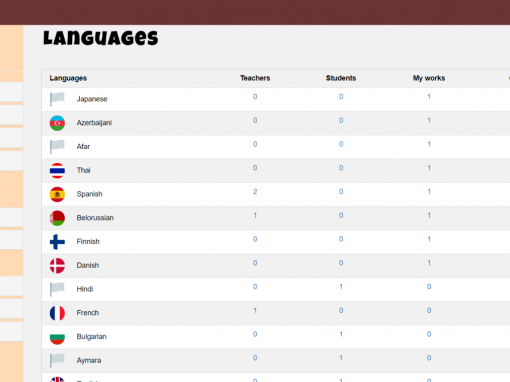 Languages
Languages Teachers Students My works
Japanese 0 0 1
Azerbaljani 0 0 1
Afar 0 0 1
Thai 0 0 1
Spanish 2 0 1
Belorussian 1 0 1
Finnish 0 0 1
Danish 0 0 1
Hindi 0 1 0
French 1 0 0
Bulgarian 0 1 0
Aymara 0 1 0
0 1 0